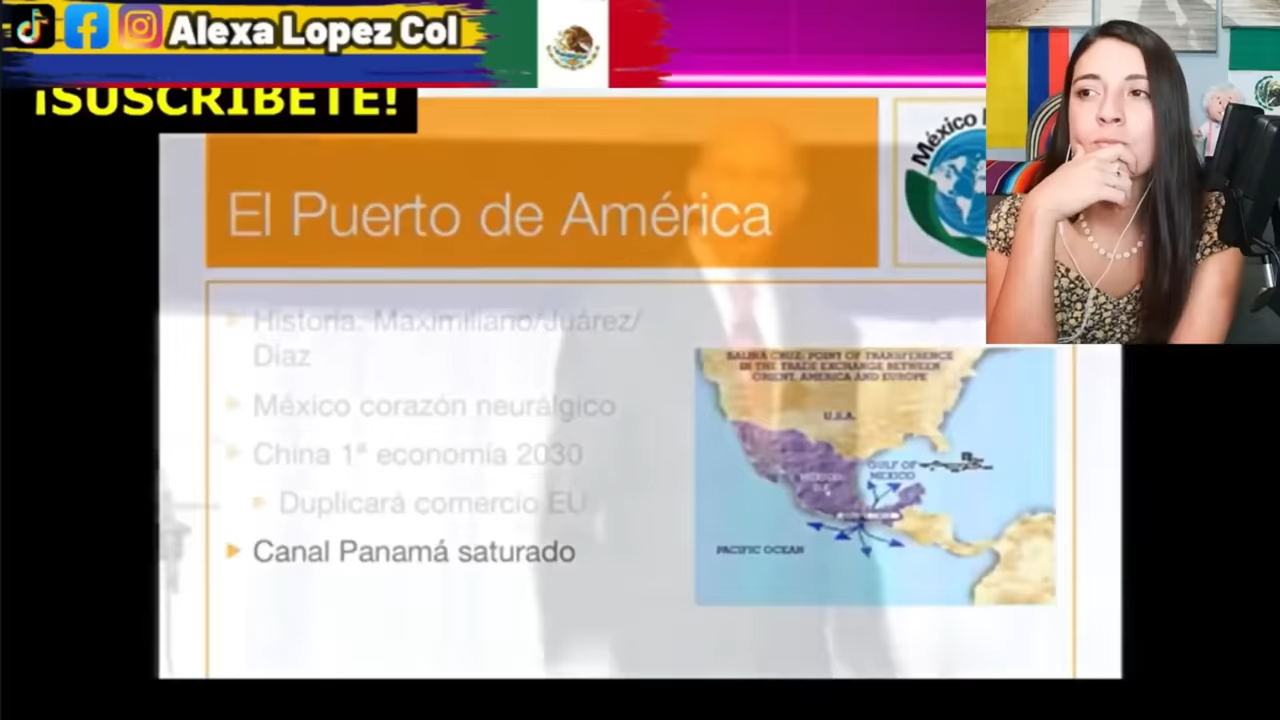 Alexa Lopez Col
¡SUSCRIBETE!
El Puerto de América
México
Historia: Maximiliano/Juárez/
Díaz
México corazón neurálgico
China 1ª economía 2030
Duplicará comercio EU
Canal Panamá saturado
SALINA CRUZ: POINT OF TRANSFERENCE
IN THE TRADE EXCHANGE BETWEEN
ORIENT, AMERICA AND EUROPE
U.S.A.
GULF OF
MEXICO
PACIFIC OCEAN